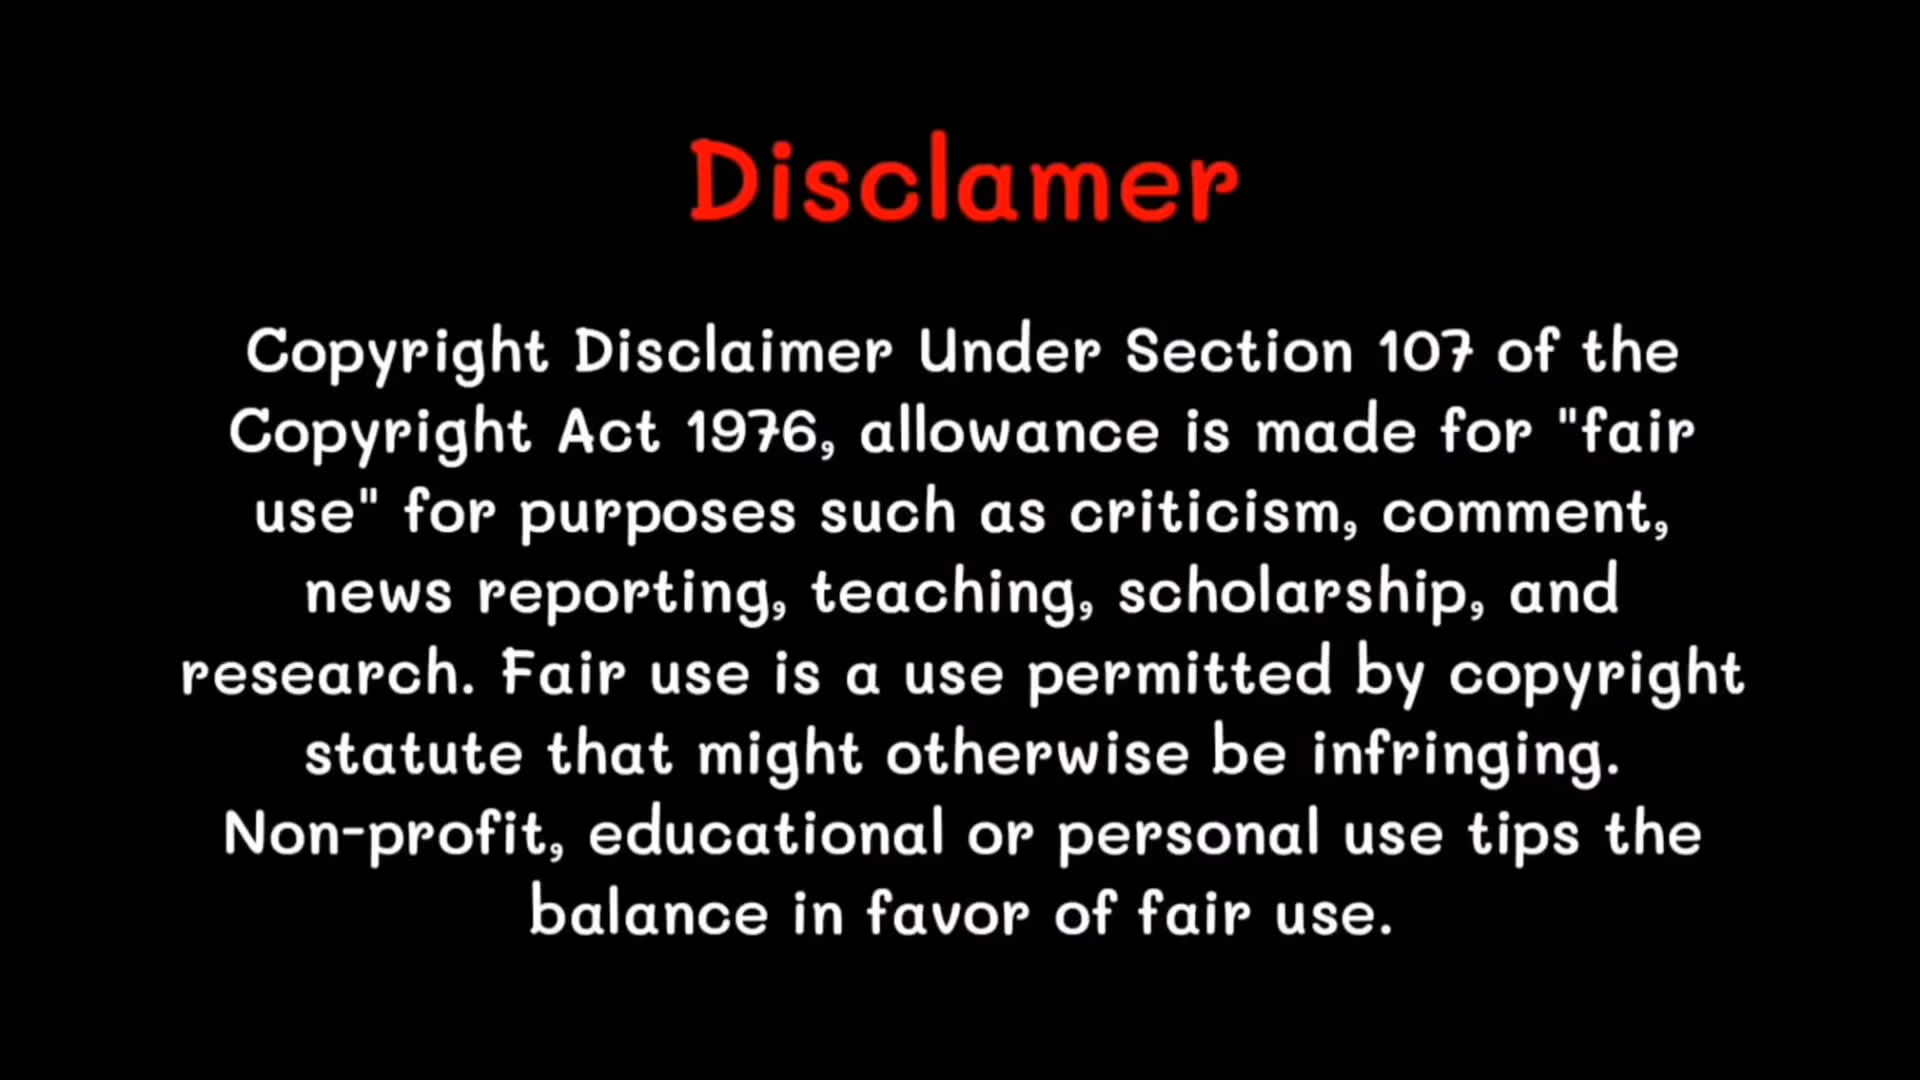 Disclamer
Copyright Disclaimer Under Section 107 of the
Copyright Act 1976, allowance is made for "fair
use" for purposes such as criticism, comment,
news reporting, teaching, scholarship, and
research. Fair use is a use permitted by copyright
statute that might otherwise be infringing.
Non-profit, educational or personal use tips the
balance in favor of fair use.